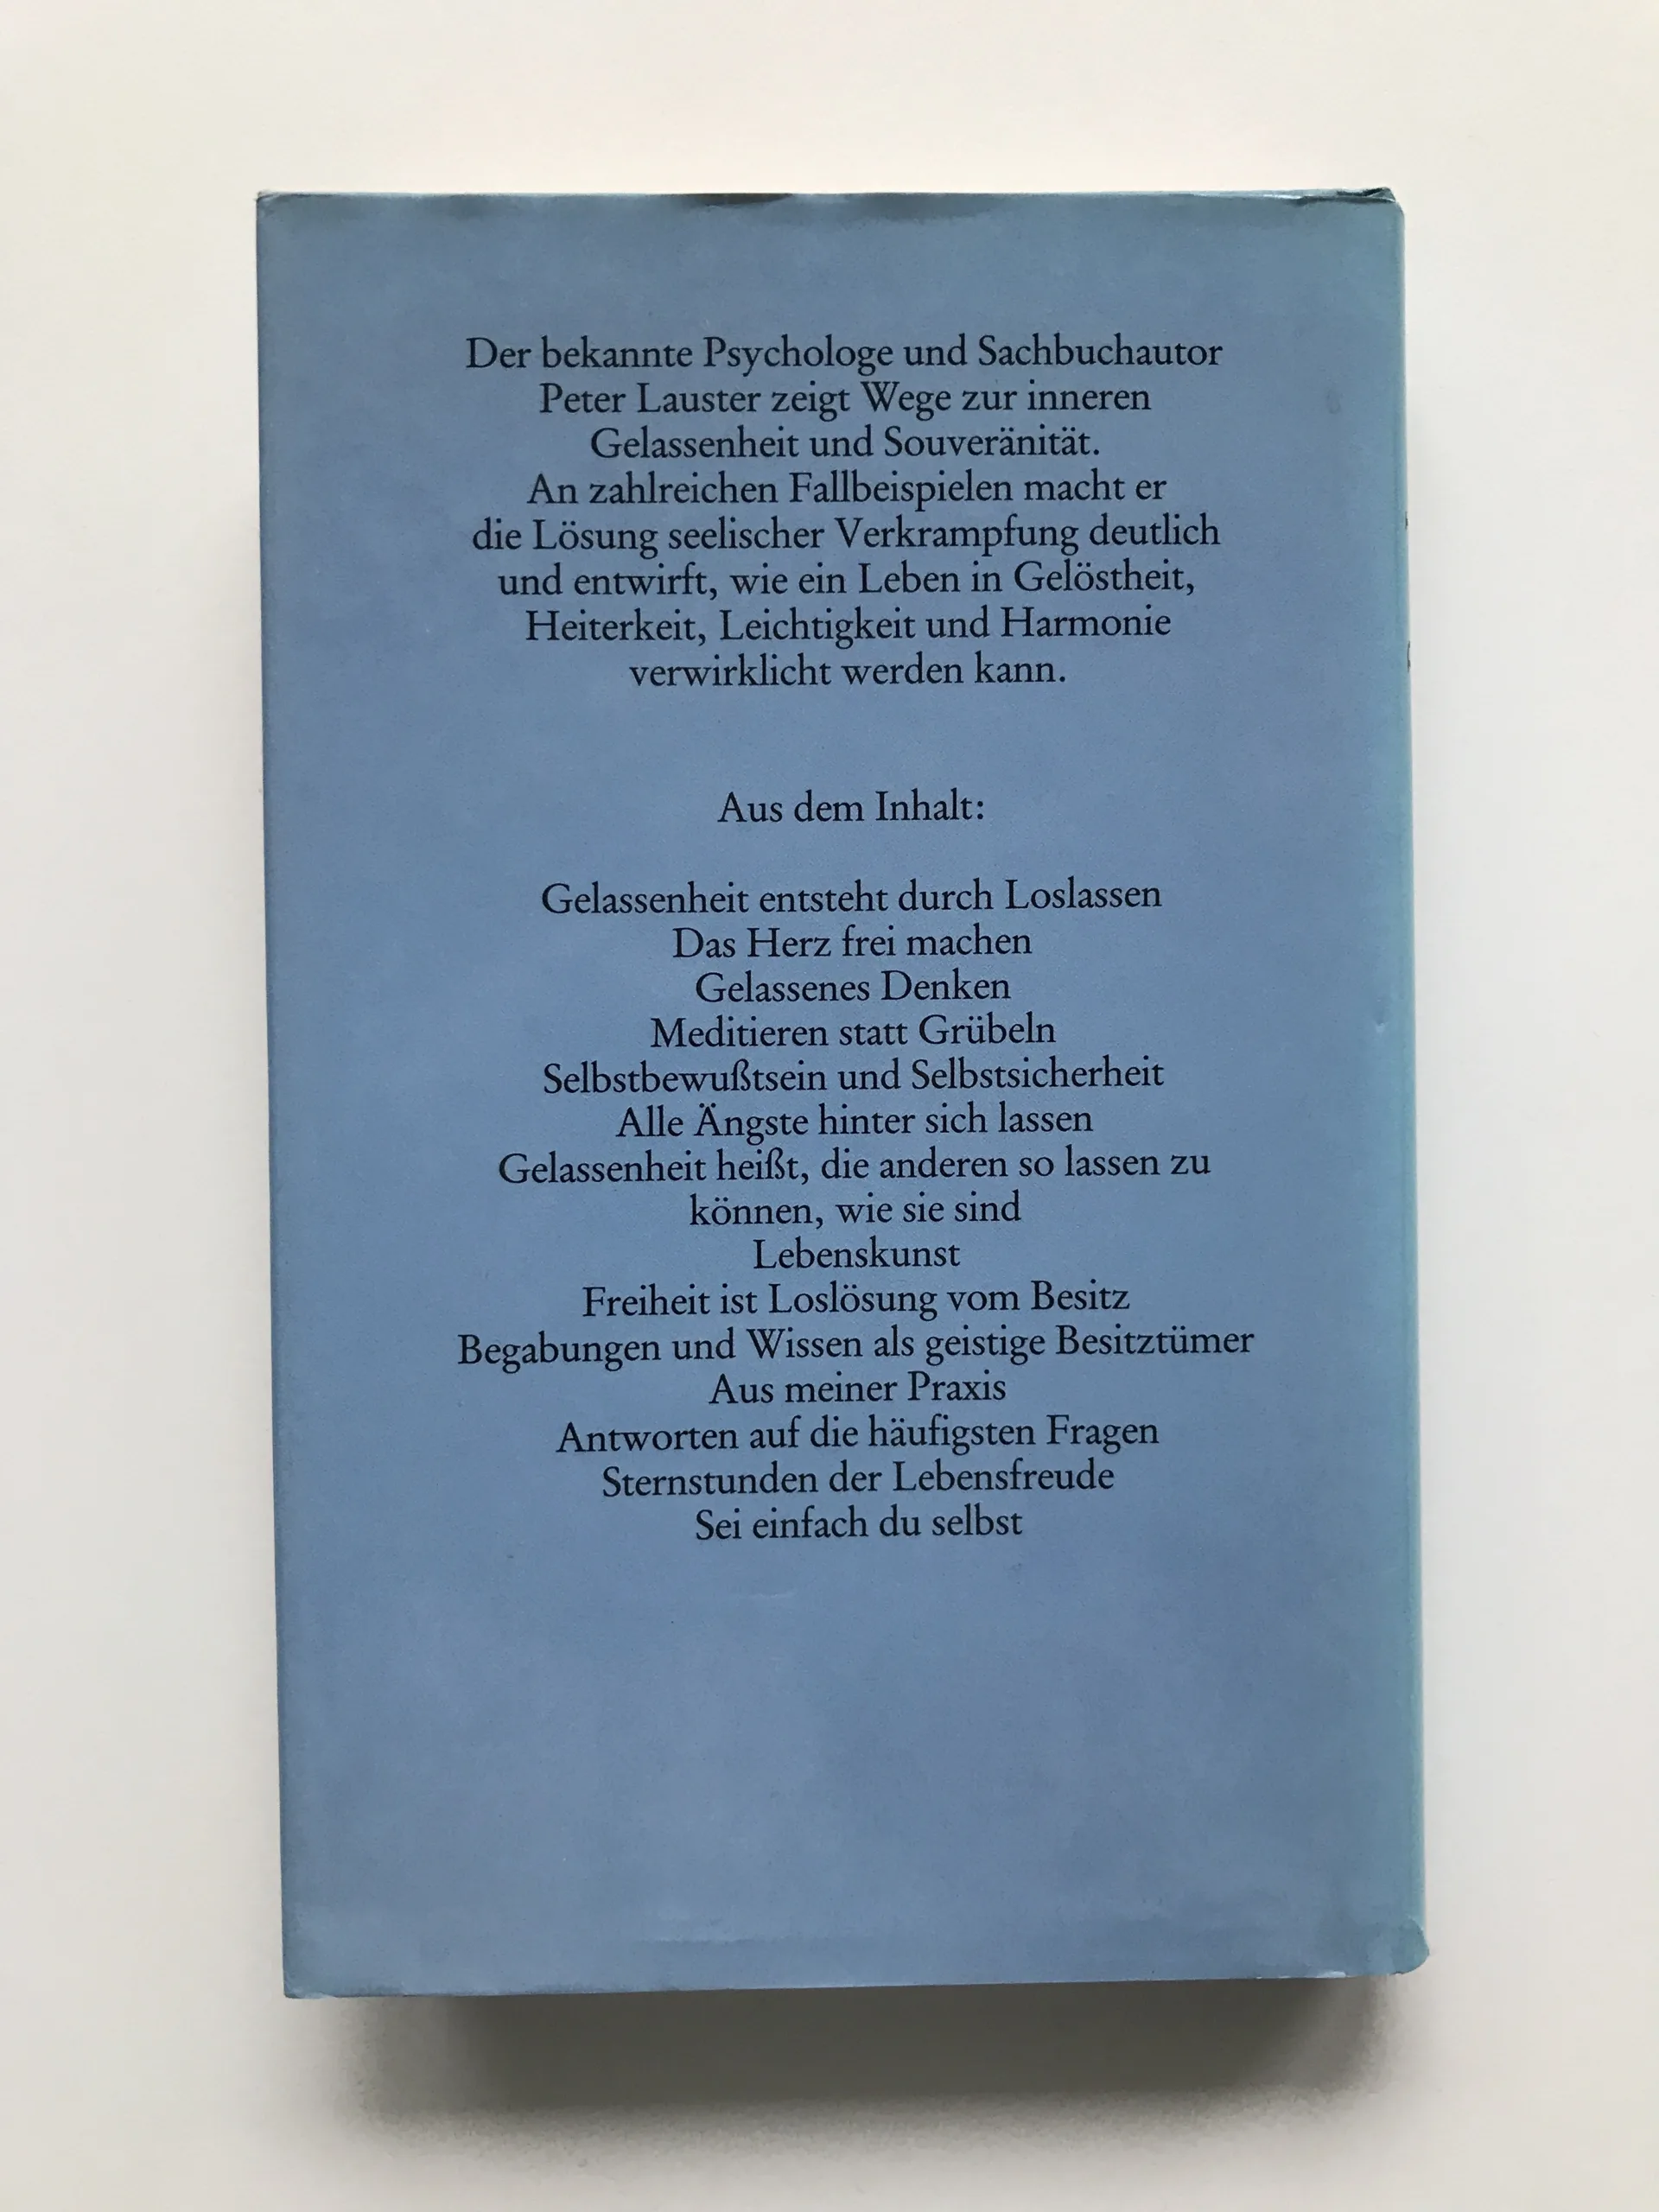 Der bekannte Psychologe und Sachbuchautor
Peter Lauster zeigt Wege zur inneren
Gelassenheit und Souveränität.
An zahlreichen Fallbeispielen macht er
die Lösung seelischer Verkrampfung deutlich
und entwirft, wie ein Leben in Gelöstheit,
Heiterkeit, Leichtigkeit und Harmonie
verwirklicht werden kann.
Aus dem Inhalt:
Gelassenheit entsteht durch Loslassen
Das Herz frei machen
Gelassenes Denken
Meditieren statt Grübeln
Selbstbewußtsein und Selbstsicherheit
Alle Ängste hinter sich lassen
Gelassenheit heißt, die anderen so lassen zu
können, wie sie sind
Lebenskunst
Freiheit ist Loslösung vom Besitz
Begabungen und Wissen als geistige Besitztümer
Aus meiner Praxis
Antworten auf die häufigsten Fragen
Sternstunden der Lebensfreude
Sei einfach du selbst